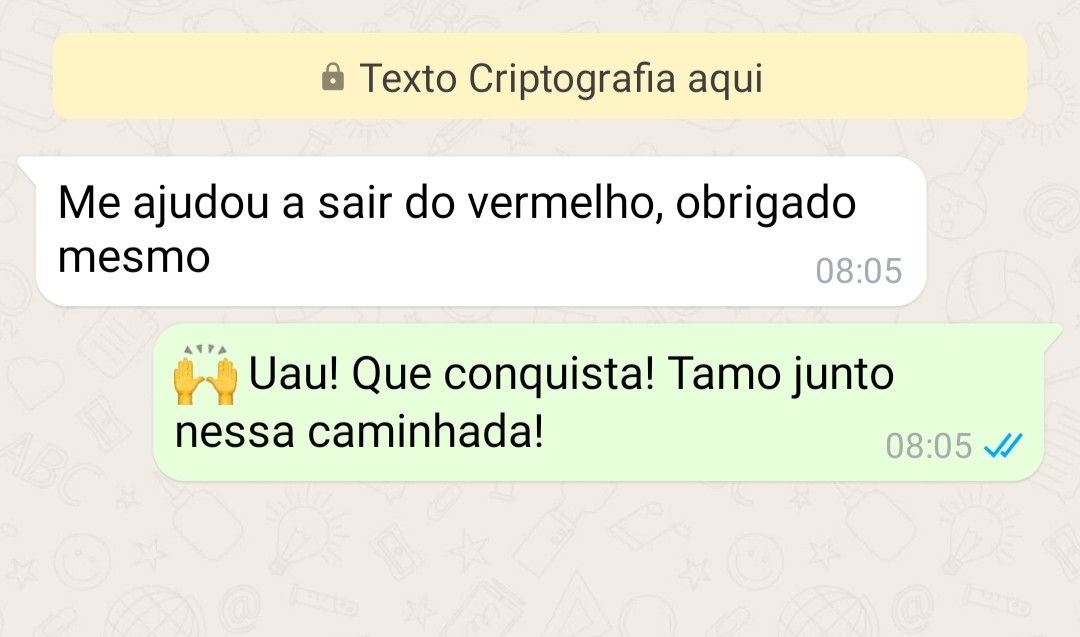 Texto Criptografia aqui
Me ajudou a sair do vermelho, obrigado
mesmo
08:05
🙌 Uau! Que conquista! Tamo junto
nessa caminhada!
08:05